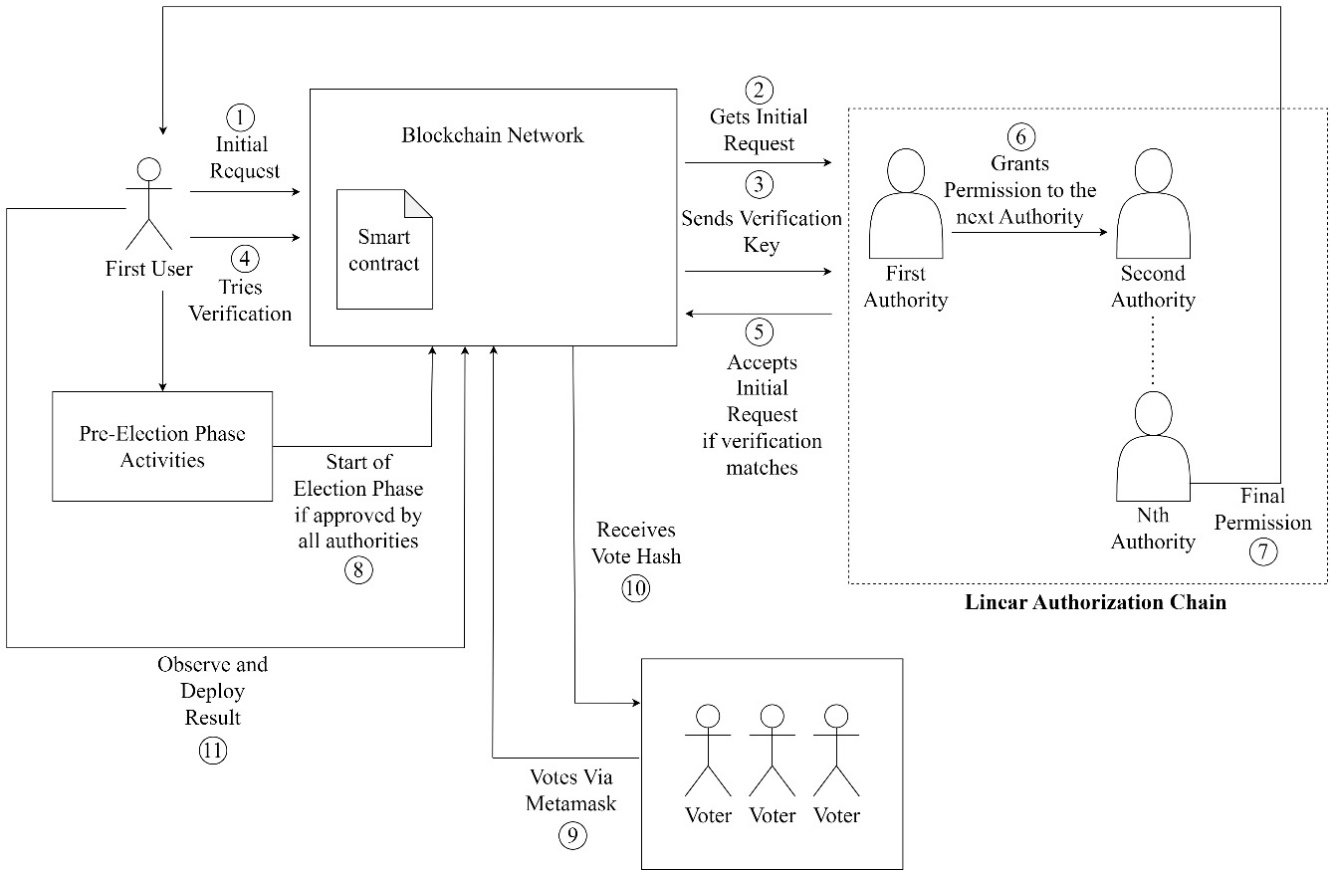 1
Initial
Request
Blockchain Network
Smart
contract
2
Gets Initial
Request
3
Sends Verification
Key
6
Grants
Permission to the
next Authority
First User
4
Tries
Verification
First
Authority
Second
Authority
5
Accepts
Initial
Request
if verification
matches
Pre-Election Phase
Activities
Start of
Election Phase
if approved by
all authorities
8
Nth
Authority
Final
Permission
7
Receives
Vote Hash
10
Linear Authorization Chain
Observe and
Deploy
Result
11
Votes Via
Metamask
9
Voter
Voter
Voter